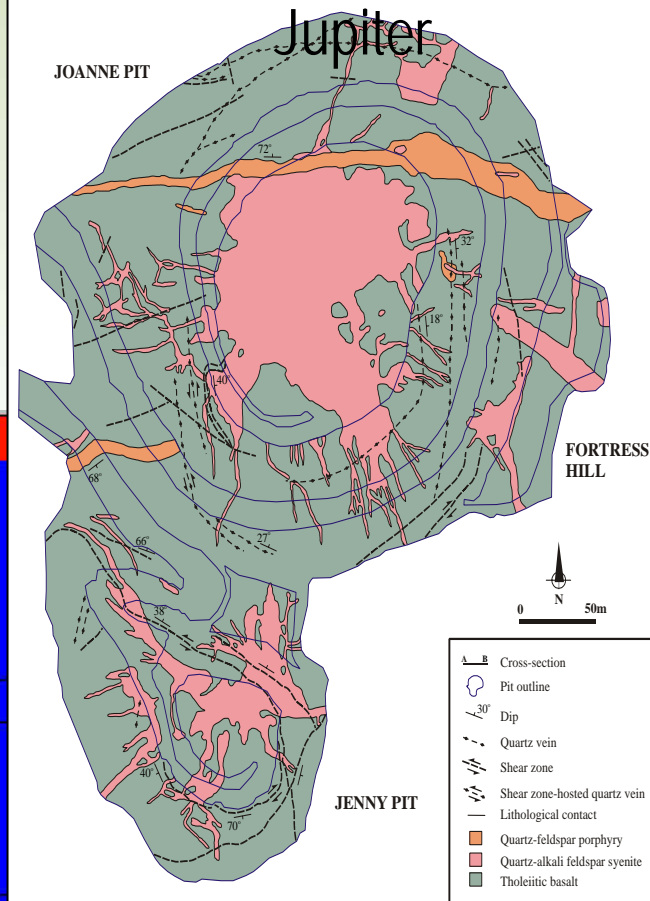 Jupiter
JOANNE PIT
72°
32°
18°
40°
FORTRESS
HILL
68°
27°
66°
N
38°
0 50m
A B Cross-section
Pit outline
30° Dip
Quartz vein
Shear zone
40°
Shear zone-hosted quartz vein
JENNY PIT
Lithological contact
70°
Quartz-feldspar porphyry
Quartz-alkali feldspar syenite
Tholeiitic basalt